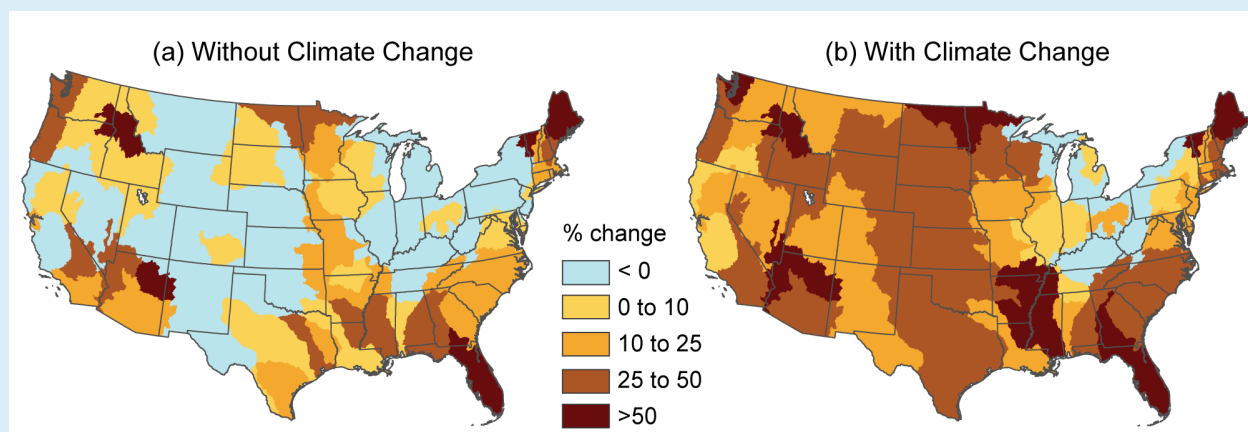 (a) Without Climate Change
(b) With Climate Change
% change
< 0
0 to 10
10 to 25
25 to 50
>50